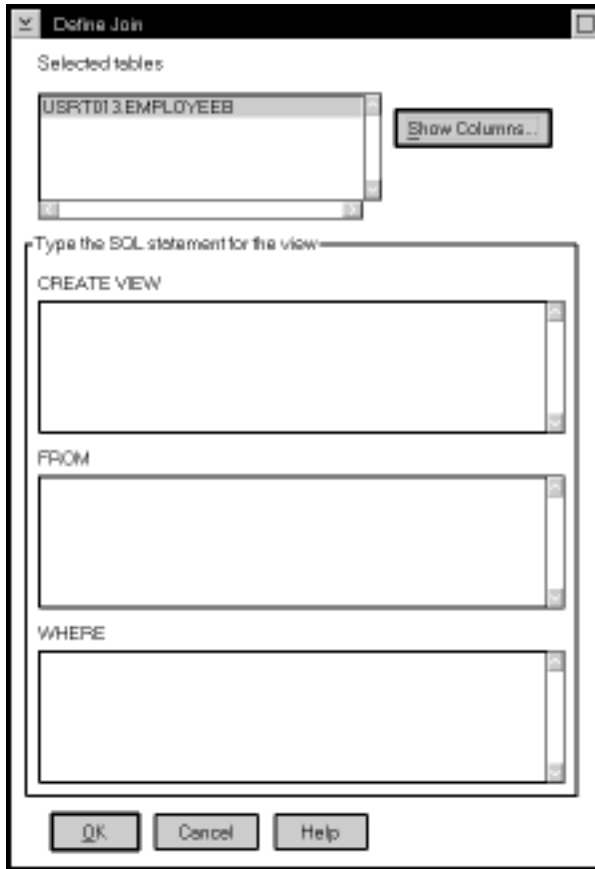 Define Join
Selected tables
USRT013.EMPLOYEEB
Show Columns...
Type the SQL statement for the view
CREATE VIEW
FROM
WHERE
OK Cancel Help